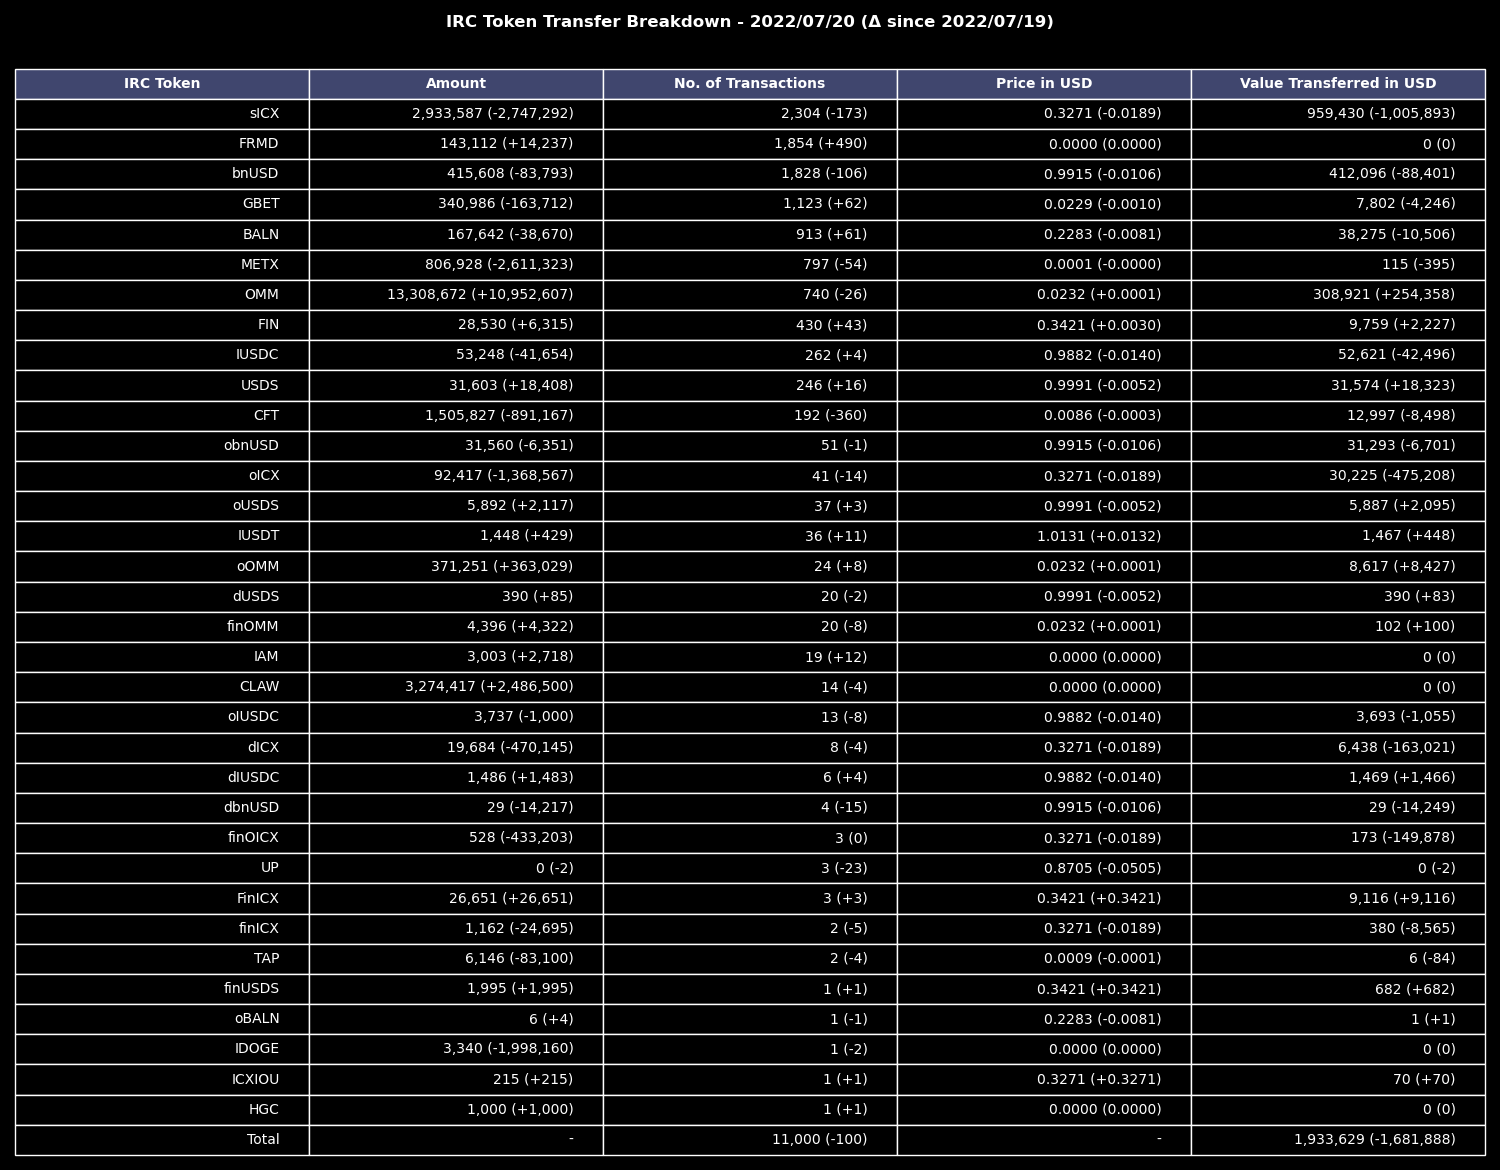 IRC Token Transfer Breakdown - 2022/07/20 (Δ since 2022/07/19)
IRC Token Amount No. of Transactions Price in USD Value Transferred in USD
sICX 2,933,587 (-2,747,292) 2,304 (-173) 0.3271 (-0.0189) 959,430 (-1,005,893)
FRMD 143,112 (+14,237) 1,854 (+490) 0.0000 (0.0000) 0 (0)
bnUSD 415,608 (-83,793) 1,828 (-106) 0.9915 (-0.0106) 412,096 (-88,401)
GBET 340,986 (-163,712) 1,123 (+62) 0.0229 (-0.0010) 7,802 (-4,246)
BALN 167,642 (-38,670) 913 (+61) 0.2283 (-0.0081) 38,275 (-10,506)
METX 806,928 (-2,611,323) 797 (-54) 0.0001 (-0.0000) 115 (-395)
OMM 13,308,672 (+10,952,607) 740 (-26) 0.0232 (+0.0001) 308,921 (+254,358)
FIN 28,530 (+6,315) 430 (+43) 0.3421 (+0.0030) 9,759 (+2,227)
IUSDC 53,248 (-41,654) 262 (+4) 0.9882 (-0.0140) 52,621 (-42,496)
USDS 31,603 (+18,408) 246 (+16) 0.9991 (-0.0052) 31,574 (+18,323)
CFT 1,505,827 (-891,167) 192 (-360) 0.0086 (-0.0003) 12,997 (-8,498)
obnUSD 31,560 (-6,351) 51 (-1) 0.9915 (-0.0106) 31,293 (-6,701)
oICX 92,417 (-1,368,567) 41 (-14) 0.3271 (-0.0189) 30,225 (-475,208)
oUSDS 5,892 (+2,117) 37 (+3) 0.9991 (-0.0052) 5,887 (+2,095)
IUSDT 1,448 (+429) 36 (+11) 1.0131 (+0.0132) 1,467 (+448)
oOMM 371,251 (+363,029) 24 (+8) 0.0232 (+0.0001) 8,617 (+8,427)
dUSDS 390 (+85) 20 (-2) 0.9991 (-0.0052) 390 (+83)
finOMM 4,396 (+4,322) 20 (-8) 0.0232 (+0.0001) 102 (+100)
IAM 3,003 (+2,718) 19 (+12) 0.0000 (0.0000) 0 (0)
CLAW 3,274,417 (+2,486,500) 14 (-4) 0.0000 (0.0000) 0 (0)
oIUSDC 3,737 (-1,000) 13 (-8) 0.9882 (-0.0140) 3,693 (-1,055)
dICX 19,684 (-470,145) 8 (-4) 0.3271 (-0.0189) 6,438 (-163,021)
dIUSDC 1,486 (+1,483) 6 (+4) 0.9882 (-0.0140) 1,469 (+1,466)
dbnUSD 29 (-14,217) 4 (-15) 0.9915 (-0.0106) 29 (-14,249)
finOICX 528 (-433,203) 3 (0) 0.3271 (-0.0189) 173 (-149,878)
UP 0 (-2) 3 (-23) 0.8705 (-0.0505) 0 (-2)
FinICX 26,651 (+26,651) 3 (+3) 0.3421 (+0.3421) 9,116 (+9,116)
finICX 1,162 (-24,695) 2 (-5) 0.3271 (-0.0189) 380 (-8,565)
TAP 6,146 (-83,100) 2 (-4) 0.0009 (-0.0001) 6 (-84)
finUSDS 1,995 (+1,995) 1 (+1) 0.3421 (+0.3421) 682 (+682)
oBALN 6 (+4) 1 (-1) 0.2283 (-0.0081) 1 (+1)
IDOGE 3,340 (-1,998,160) 1 (-2) 0.0000 (0.0000) 0 (0)
ICXIOU 215 (+215) 1 (+1) 0.3271 (+0.3271) 70 (+70)
HGC 1,000 (+1,000) 1 (+1) 0.0000 (0.0000) 0 (0)
Total - 11,000 (-100) - 1,933,629 (-1,681,888)